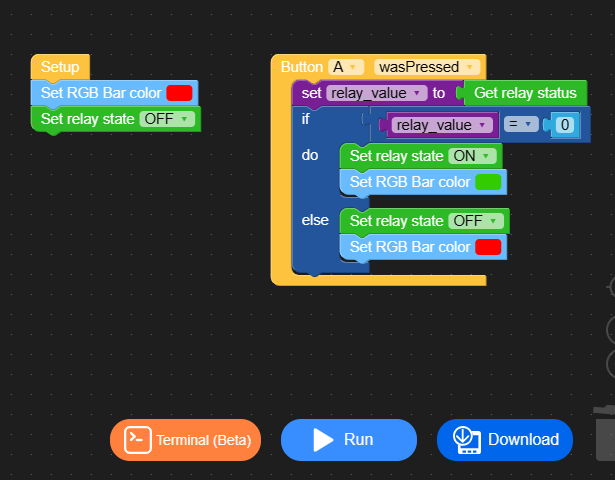 Setup
Set RGB Bar color
Set relay state OFF
Button A wasPressed
set relay_value to Get relay status
if relay_value = 0
do Set relay state ON
Set RGB Bar color
else Set relay state OFF
Set RGB Bar color
Terminal (Beta) Run Download